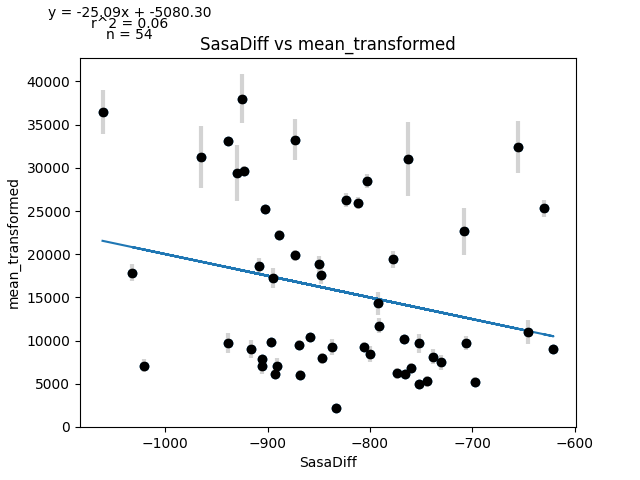 y = -25.09x + -5080.30
r^2 = 0.06
n = 54
SasaDiff vs mean_transformed
40000
35000
30000
25000
20000
15000
10000
5000
0
mean_transformed
−1000
−900
−800
−700
−600
SasaDiff